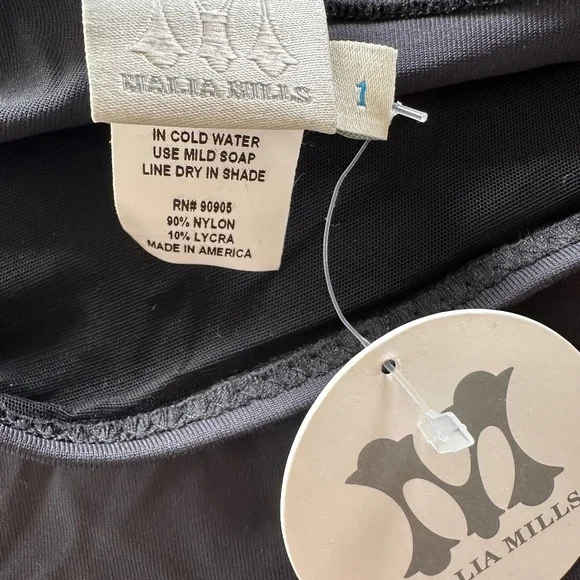 MALIA MILLS
1
IN COLD WATER
USE MILD SOAP
LINE DRY IN SHADE
RN# 90905
90% NYLON
10% LYCRA
MADE IN AMERICA
MALIA MILLS